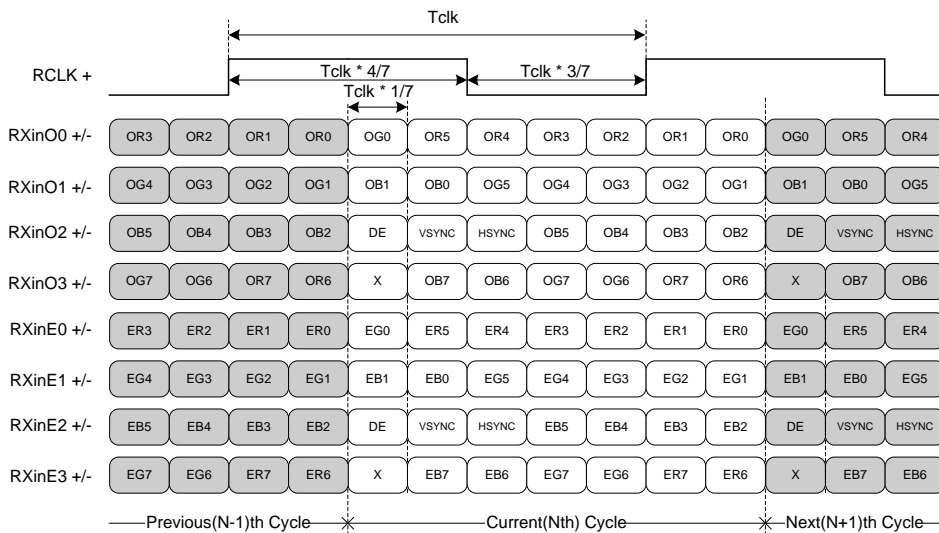 Tclk
RCLK +
Tclk * 4/7
Tclk * 3/7
Tclk * 1/7
RXinO0 +/- OR3 OR2 OR1 OR0 OG0 OR5 OR4 OR3 OR2 OR1 OR0 OG0 OR5 OR4
RXinO1 +/- OG4 OG3 OG2 OG1 OB1 OB0 OG5 OG4 OG3 OG2 OG1 OB1 OB0 OG5
RXinO2 +/- OB5 OB4 OB3 OB2 DE VSYNC HSYNC OB5 OB4 OB3 OB2 DE VSYNC HSYNC
RXinO3 +/- OG7 OG6 OR7 OR6 X OB7 OB6 OG7 OG6 OR7 OR6 X OB7 OB6
RXinE0 +/- ER3 ER2 ER1 ER0 EG0 ER5 ER4 ER3 ER2 ER1 ER0 EG0 ER5 ER4
RXinE1 +/- EG4 EG3 EG2 EG1 EB1 EB0 EG5 EG4 EG3 EG2 EG1 EB1 EB0 EG5
RXinE2 +/- EB5 EB4 EB3 EB2 DE VSYNC HSYNC EB5 EB4 EB3 EB2 DE VSYNC HSYNC
RXinE3 +/- EG7 EG6 ER7 ER6 X EB7 EB6 EG7 EG6 ER7 ER6 X EB7 EB6
Previous(N-1)th Cycle Current(Nth) Cycle Next(N+1)th Cycle